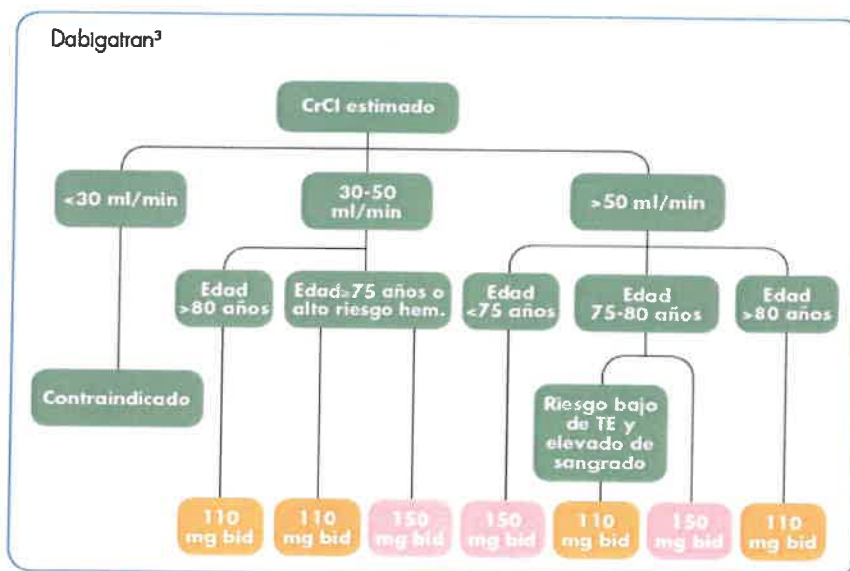 Dabigatran³
CrCl estimado
<30 ml/min
30-50
ml/min
>50 ml/min
Edad
>80 años
Edad≥75 años o
alto riesgo hem.
Edad
<75 años
Edad
75-80 años
Edad
>80 años
Contraindicado
Riesgo bajo
de TE y
elevado de
sangrado
110
mg bid
110
mg bid
150
mg bid
150
mg bid
110
mg bid
150
mg bid
110
mg bid